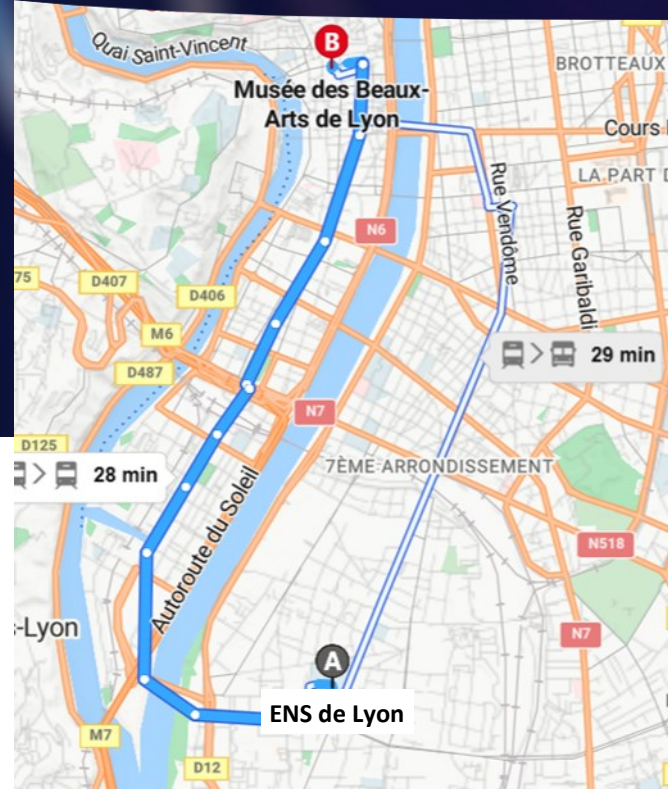 Quai Saint-Vincent
B
BROTTEAUX
Musée des Beaux-
Arts de Lyon
Cours
LA PART D
Rue Vendôme
Rue Garibaldi
N6
75
D407
D406
M6
29 min
D487
N7
D125
28 min
7ÈME ARRONDISSEMENT
Autoroute du Soleil
N518
-Lyon
N7
A
ENS de Lyon
M7
D12